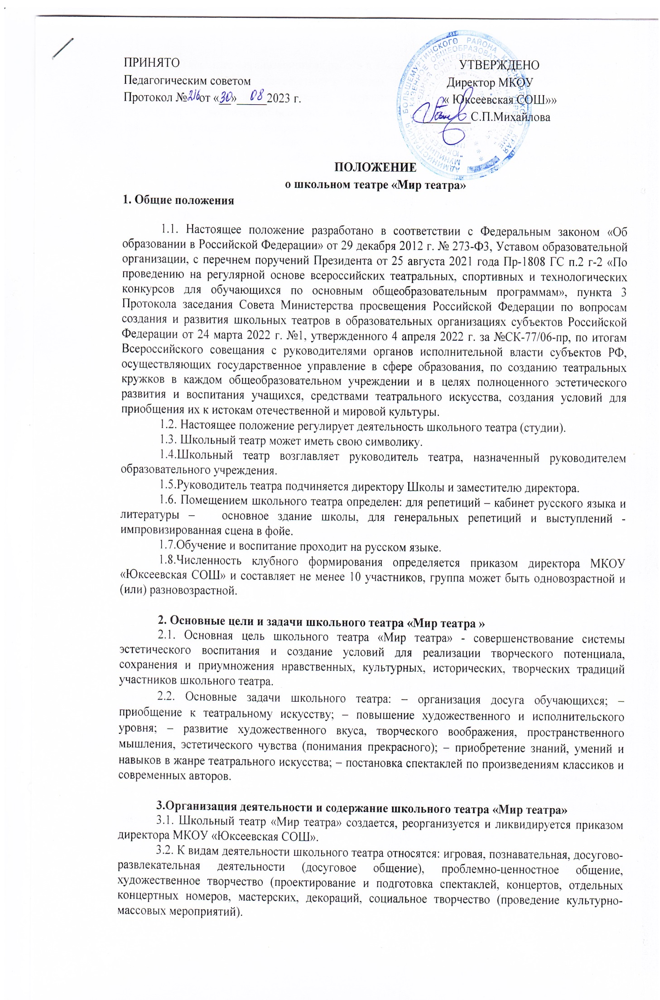 ПРИНЯТО
Педагогическим советом
Протокол № 216 от «30» 08 2023 г.
УТВЕРЖДЕНО
Директор МКОУ
« Юксеевская СОШ»»
________С.П.Михайлова
ПОЛОЖЕНИЕ
о школьном театре «Мир театра»
1. Общие положения
1.1. Настоящее положение разработано в соответствии с Федеральным законом «Об
образовании в Российской Федерации» от 29 декабря 2012 г. № 273-ФЗ, Уставом образовательной
организации, с перечнем поручений Президента от 25 августа 2021 года Пр-1808 ГС п.2 г-2 «По
проведению на регулярной основе всероссийских театральных, спортивных и технологических
конкурсов для обучающихся по основным общеобразовательным программам», пункта 3
Протокола заседания Совета Министерства просвещения Российской Федерации по вопросам
создания и развития школьных театров в образовательных организациях субъектов Российской
Федерации от 24 марта 2022 г. №1, утвержденного 4 апреля 2022 г. за №СК-77/06-пр, по итогам
Всероссийского совещания с руководителями органов исполнительной власти субъектов РФ,
осуществляющих государственное управление в сфере образования, по созданию театральных
кружков в каждом общеобразовательном учреждении и в целях полноценного эстетического
развития и воспитания учащихся, средствами театрального искусства, создания условий для
приобщения их к истокам отечественной и мировой культуры.
1.2. Настоящее положение регулирует деятельность школьного театра (студии).
1.3. Школьный театр может иметь свою символику.
1.4.Школьный театр возглавляет руководитель театра, назначенный руководителем
образовательного учреждения.
1.5.Руководитель театра подчиняется директору Школы и заместителю директора.
1.6. Помещением школьного театра определен: для репетиций – кабинет русского языка и
литературы – основное здание школы, для генеральных репетиций и выступлений -
импровизированная сцена в фойе.
1.7.Обучение и воспитание проходит на русском языке.
1.8.Численность клубного формирования определяется приказом директора МКОУ
«Юксеевская СОШ» и составляет не менее 10 участников, группа может быть одновозрастной и
(или) разновозрастной.
2. Основные цели и задачи школьного театра «Мир театра »
2.1. Основная цель школьного театра «Мир театра» - совершенствование системы
эстетического воспитания и создание условий для реализации творческого потенциала,
сохранения и приумножения нравственных, культурных, исторических, творческих традиций
участников школьного театра.
2.2. Основные задачи школьного театра: – организация досуга обучающихся; –
приобщение к театральному искусству; – повышение художественного и исполнительского
уровня; – развитие художественного вкуса, творческого воображения, пространственного
мышления, эстетического чувства (понимания прекрасного); – приобретение знаний, умений и
навыков в жанре театрального искусства; – постановка спектаклей по произведениям классиков и
современных авторов.
3.Организация деятельности и содержание школьного театра «Мир театра»
3.1. Школьный театр «Мир театра» создается, реорганизуется и ликвидируется приказом
директора МКОУ «Юксеевская СОШ».
3.2. К видам деятельности школьного театра относятся: игровая, познавательная, досугово-
развлекательная деятельности (досуговое общение), проблемно-ценностное общение,
художественное творчество (проектирование и подготовка спектаклей, концертов, отдельных
концертных номеров, мастерских, декораций, социальное творчество (проведение культурно-
массовых мероприятий).